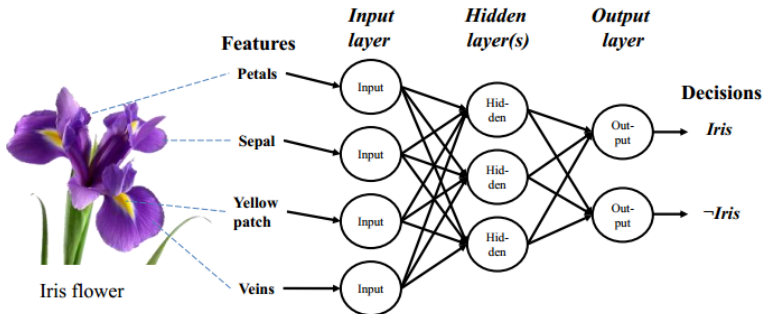 Input
layer
Hidden
layer(s)
Output
layer
Features
Petals
Sepal
Yellow
patch
Veins
Input
Input
Input
Input
Hid-
den
Hid-
den
Hid-
den
Out-
put
Out-
put
Decisions
Iris
¬Iris
Iris flower